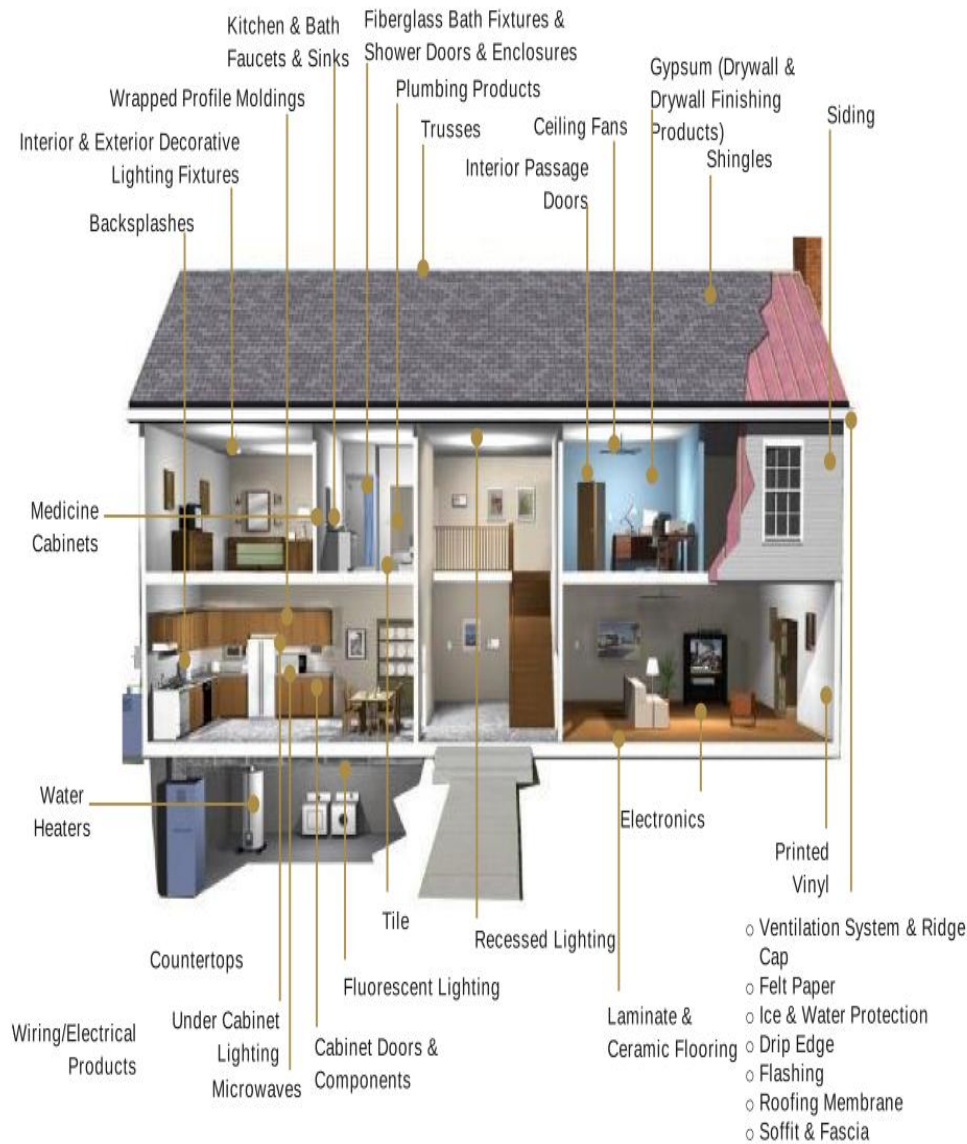 Kitchen & Bath
Faucets & Sinks
Fiberglass Bath Fixtures &
Shower Doors & Enclosures
Plumbing Products
Wrapped Profile Moldings
Trusses
Ceiling Fans
Gypsum (Drywall &
Drywall Finishing
Products)
Siding
Interior & Exterior Decorative
Lighting Fixtures
Interior Passage
Doors
Shingles
Backsplashes
Medicine
Cabinets
Water
Heaters
Electronics
Printed
Vinyl
Tile
Recessed Lighting
Countertops
Fluorescent Lighting
Wiring/Electrical
Products
Under Cabinet
Lighting
Microwaves
Cabinet Doors &
Components
Laminate &
Ceramic Flooring
○ Ventilation System & Ridge
Cap
○ Felt Paper
○ Ice & Water Protection
○ Drip Edge
○ Flashing
○ Roofing Membrane
○ Soffit & Fascia